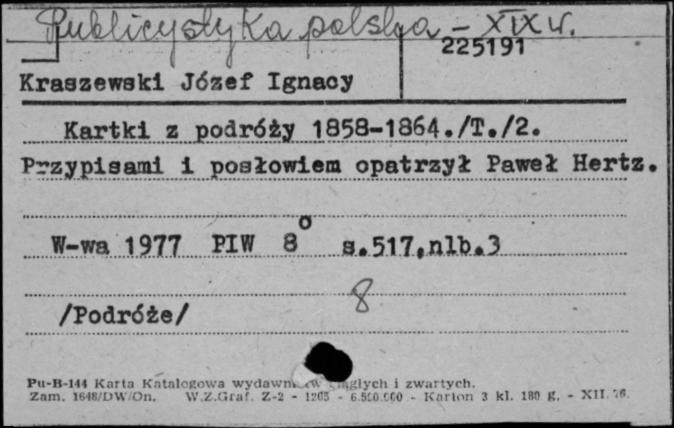 Publicystyka polska - XIX w.
225191
Kraszewski Józef Ignacy
Kartki z podróży 1858-1864./T./2.
Przypisami i posłowiem opatrzył Paweł Hertz.
W-wa 1977 PIW 8° s.517,nlb.3
8
/Podróże/
Pu-B-144 Karta Katalogowa wydawnictw ciągłych i zwartych.
Zam. 1648/DW/On. W.Z.Graf. Z-2 - 1205 - 6.500.000 - Karton 3 kl. 180 g. - XII. 76.